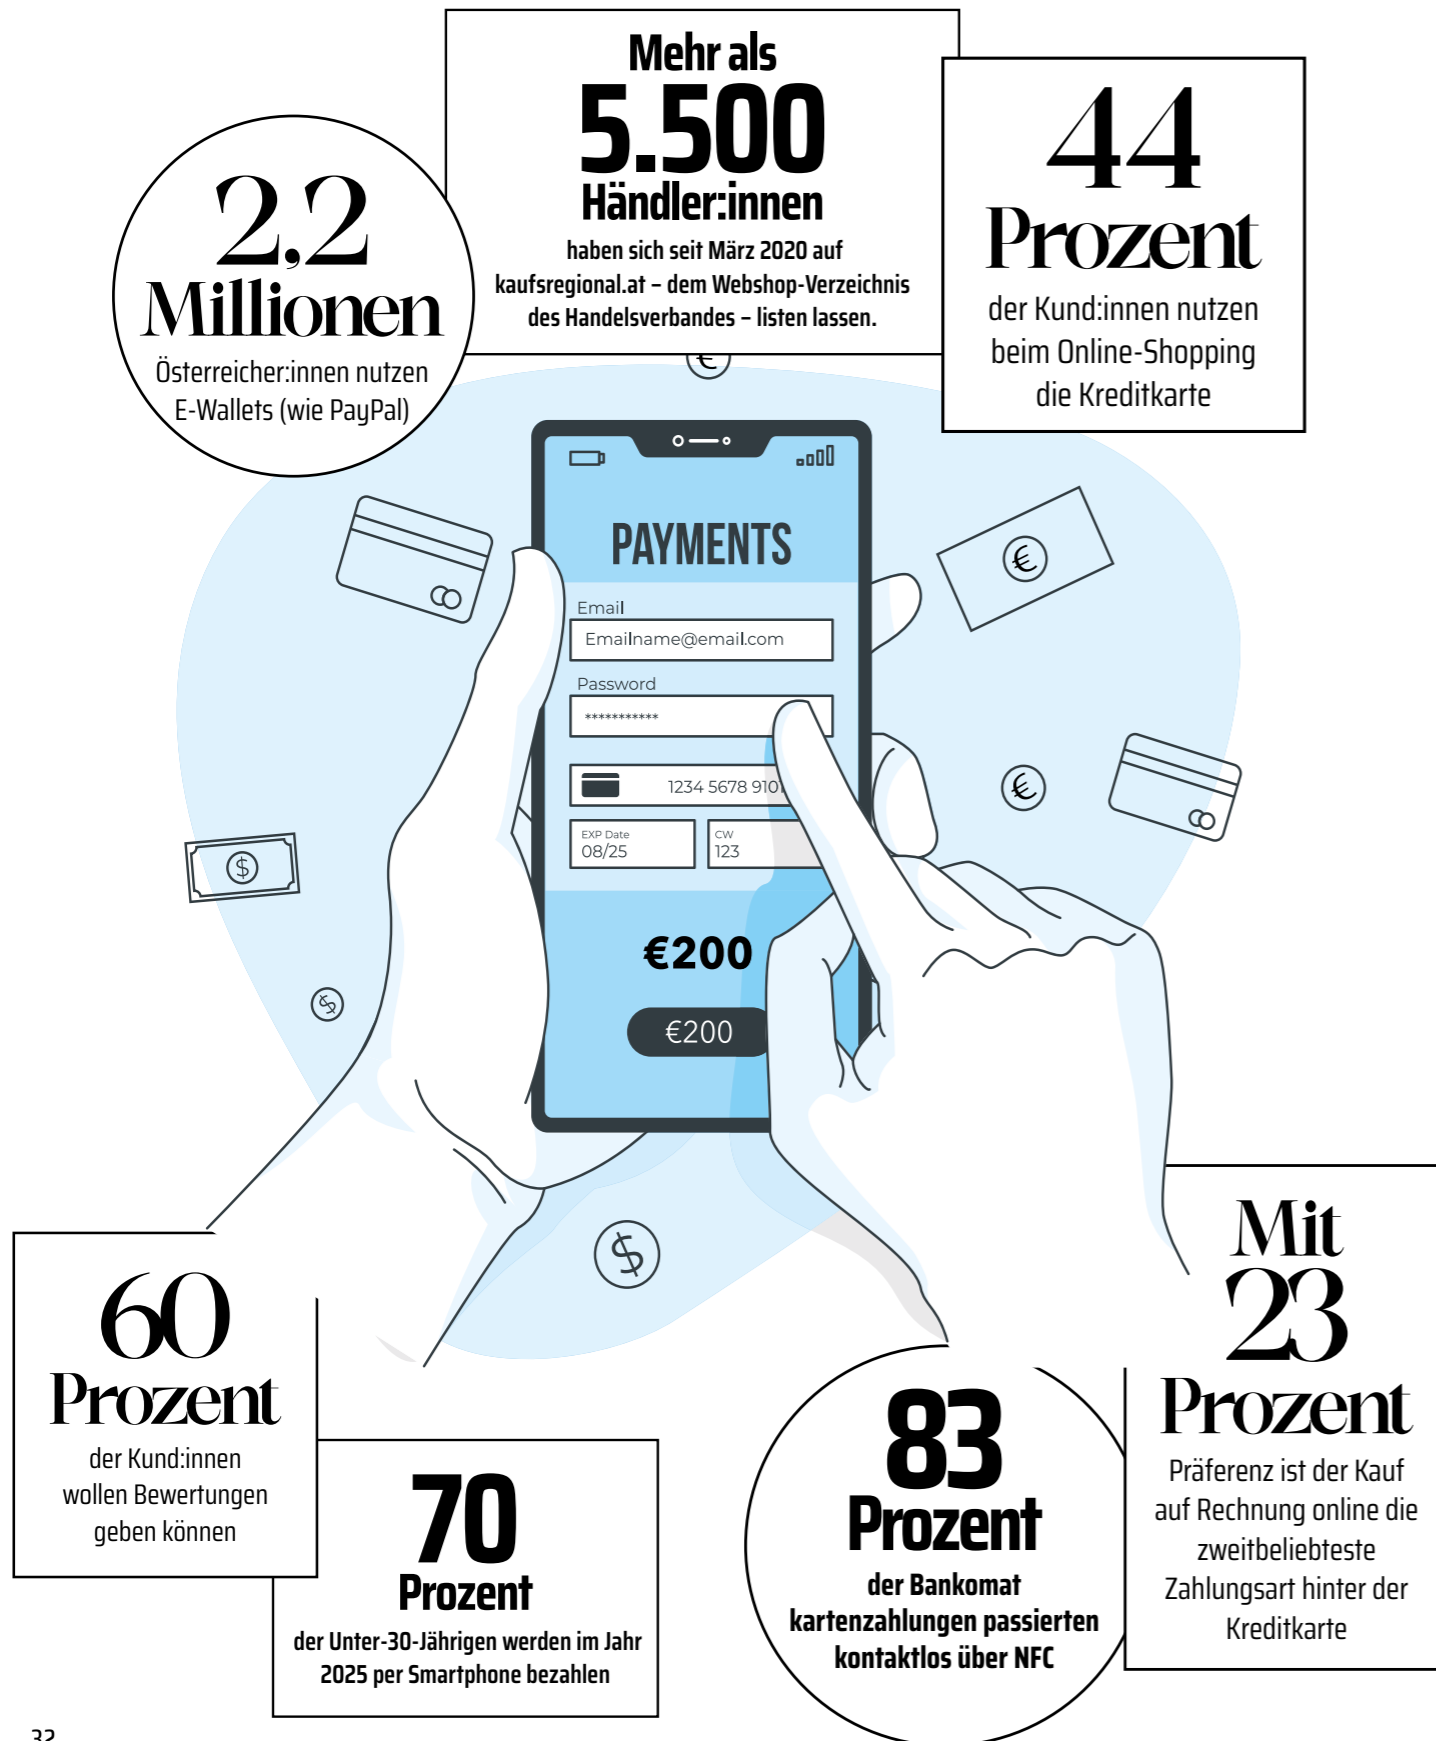 Mehr als
5.500
Händler:innen
haben sich seit März 2020 auf
kaufsregional.at – dem Webshop-Verzeichnis
des Handelsverbandes – listen lassen.
44
Prozent
der Kund:innen nutzen
beim Online-Shopping
die Kreditkarte
2,2
Millionen
Österreicher:innen nutzen
E-Wallets (wie PayPal)
€
PAYMENTS
€
Email
Emailname@email.com
Password
***********
1234 5678 9101
€
EXP Date
08/25
CW
123
$
€200
$
€200
$
60
Prozent
der Kund:innen
wollen Bewertungen
geben können
70
Prozent
der Unter-30-Jährigen werden im Jahr
2025 per Smartphone bezahlen
83
Prozent
der Bankomat
kartenzahlungen passierten
kontaktlos über NFC
Mit
23
Prozent
Präferenz ist der Kauf
auf Rechnung online die
zweitbeliebteste
Zahlungsart hinter der
Kreditkarte
32